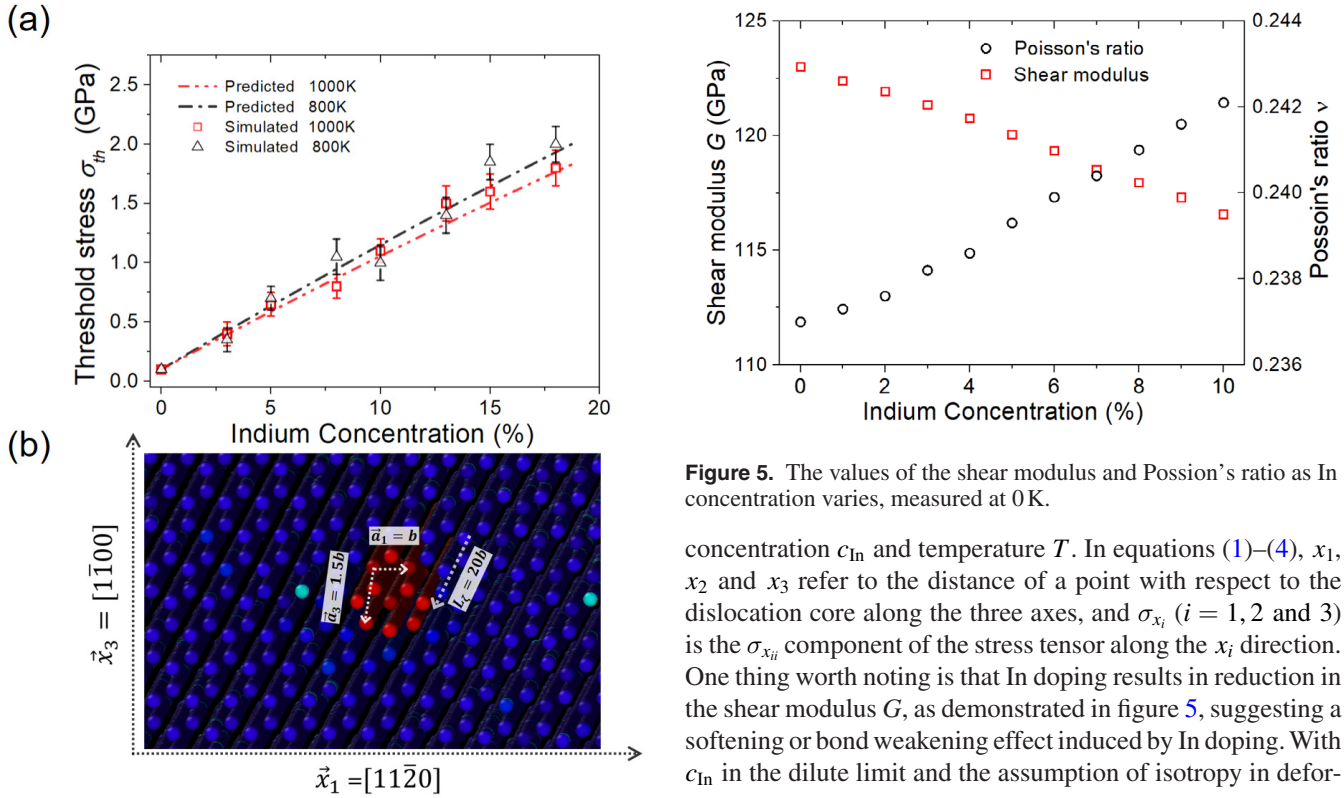 (a)
Threshold stress σth (GPa)
2.5
2.0
1.5
1.0
0.5
0.0
Predicted 1000K
Predicted 800K
Simulated 1000K
Simulated 800K
0 5 10 15 20
Indium Concentration (%)
(b)
x⃗3 = [11̄00]
a⃗1 = b
a⃗3 = 1.5b
Lζ = 20b
x⃗1 =[112̄0]
Shear modulus G (GPa)
125
120
115
110
Poisson's ratio
Shear modulus
0.244
0.242
0.240
0.238
0.236
Possoin's ratio ν
0 2 4 6 8 10
Indium Concentration (%)
Figure 5. The values of the shear modulus and Possion's ratio as In
concentration varies, measured at 0 K.
concentration cIn and temperature T. In equations (1)–(4), x1,
x2 and x3 refer to the distance of a point with respect to the
dislocation core along the three axes, and σxi (i = 1, 2 and 3)
is the σxii component of the stress tensor along the xi direction.
One thing worth noting is that In doping results in reduction in
the shear modulus G, as demonstrated in figure 5, suggesting a
softening or bond weakening effect induced by In doping. With
cIn in the dilute limit and the assumption of isotropy in defor-